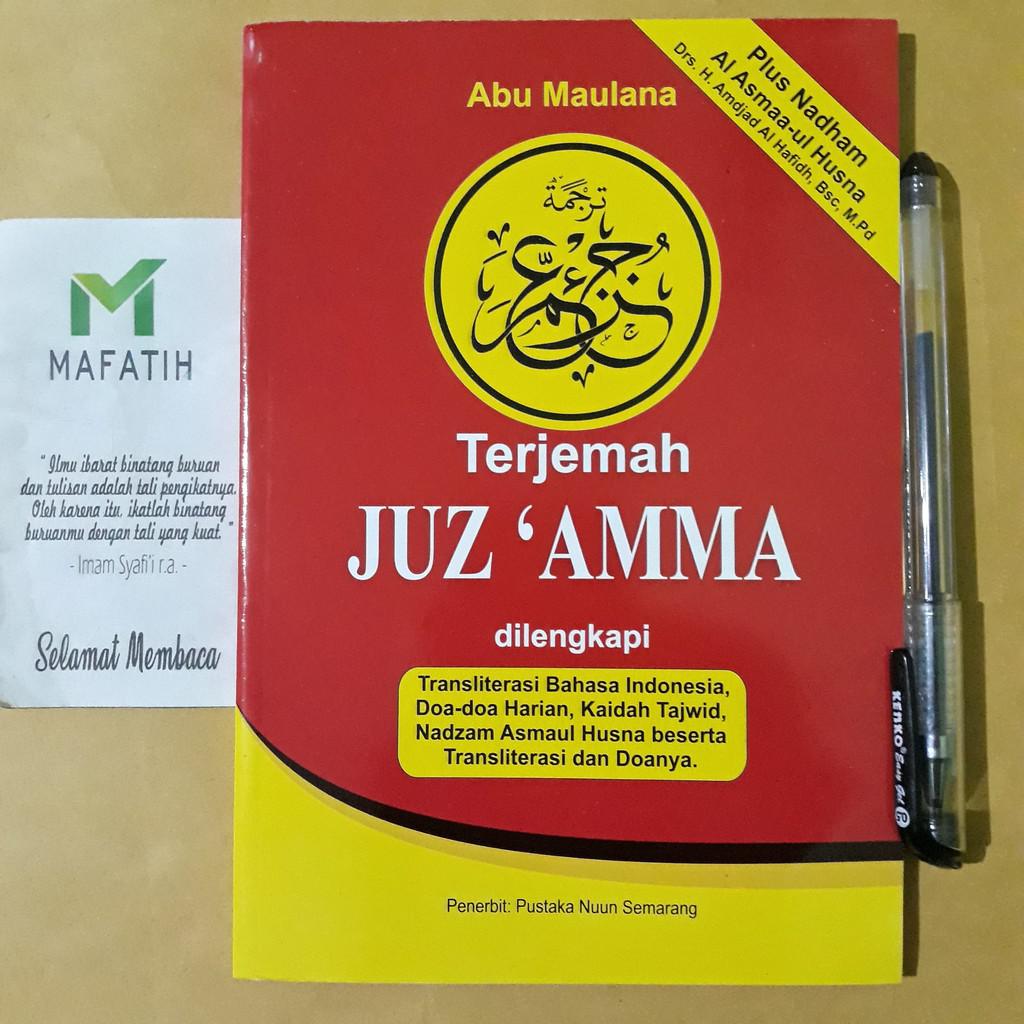 Plus Nadham
Al Asmaa-ul Husna
Drs. H. Amdjad Al Hafidh, Bsc, M.Pd
Abu Maulana
ترجمة
جزء عم
Terjemah
JUZ ‘AMMA
dilengkapi
Transliterasi Bahasa Indonesia,
Doa-doa Harian, Kaidah Tajwid,
Nadzam Asmaul Husna beserta
Transliterasi dan Doanya.
Penerbit: Pustaka Nuun Semarang
MAFATIH
“ Ilmu ibarat binatang buruan
dan tulisan adalah tali pengikatnya.
Oleh karena itu, ikatlah binatang
buruanmu dengan tali yang kuat. ”
- Imam Syafi'i r.a. -
Selamat Membaca
KENKO® Easy Gel